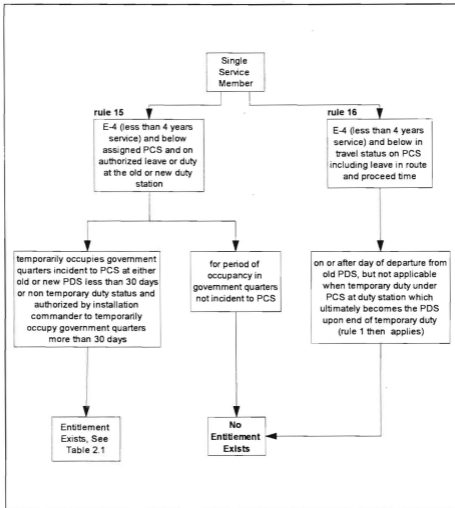 Single
Service
Member
rule 15
E-4 (less than 4 years
service) and below
assigned PCS and on
authorized leave or duty
at the old or new duty
station
rule 16
E-4 (less than 4 years
service) and below in
travel status on PCS
including leave in route
and proceed time
temporarily occupies government
quarters incident to PCS at either
old or new PDS less than 30 days
or non temporary duty status and
authorized by installation
commander to temporarily
occupy government quarters
more than 30 days
for period of
occupancy in
government quarters
not incident to PCS
on or after day of departure from
old PDS, but not applicable
when temporary duty under
PCS at duty station which
ultimately becomes the PDS
upon end of temporary duty
(rule 1 then applies)
Entitlement
Exists, See
Table 2.1
No
Entitlement
Exists